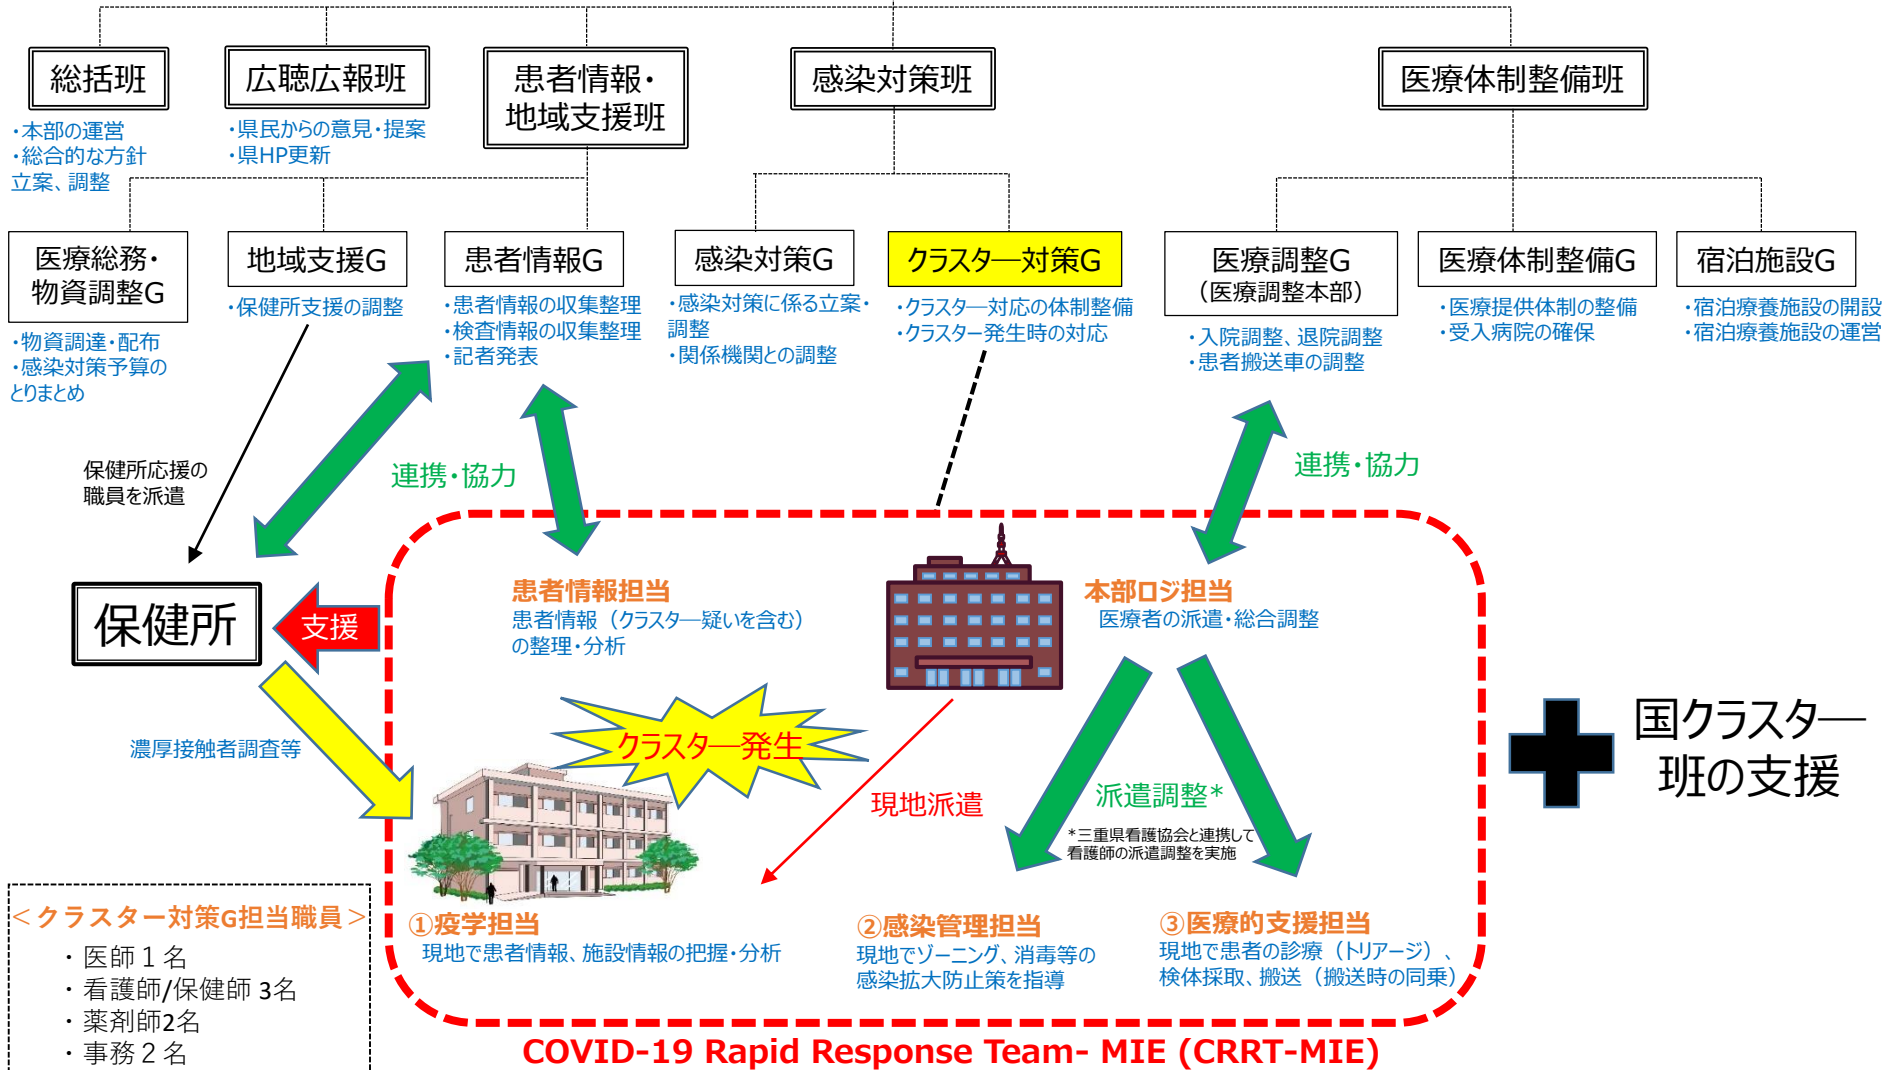 総括班
・本部の運営
・総合的な方針
立案、調整
広聴広報班
・県民からの意見・提案
・県HP更新
患者情報・
地域支援班
感染対策班
医療体制整備班
医療総務・
物資調整G
・物資調達・配布
・感染対策予算の
とりまとめ
地域支援G
・保健所支援の調整
患者情報G
・患者情報の収集整理
・検査情報の収集整理
・記者発表
感染対策G
・感染対策に係る立案・
調整
・関係機関との調整
クラスター対策G
・クラスター対応の体制整備
・クラスター発生時の対応
医療調整G
（医療調整本部）
・入院調整、退院調整
・患者搬送車の調整
医療体制整備G
・医療提供体制の整備
・受入病院の確保
宿泊施設G
・宿泊療養施設の開設
・宿泊療養施設の運営
保健所応援の
職員を派遣
連携・協力
連携・協力
保健所
支援
患者情報担当
患者情報（クラスター疑いを含む）
の整理・分析
本部ロジ担当
医療者の派遣・総合調整
濃厚接触者調査等
クラスター発生
現地派遣
派遣調整*
*三重県看護協会と連携して
看護師の派遣調整を実施
国クラスター
班の支援
①疫学担当
現地で患者情報、施設情報の把握・分析
②感染管理担当
現地でゾーニング、消毒等の
感染拡大防止策を指導
③医療的支援担当
現地で患者の診療（トリアージ）、
検体採取、搬送（搬送時の同乗）
＜クラスター対策G担当職員＞
・医師１名
・看護師/保健師 3名
・薬剤師2名
・事務２名
COVID-19 Rapid Response Team- MIE (CRRT-MIE)